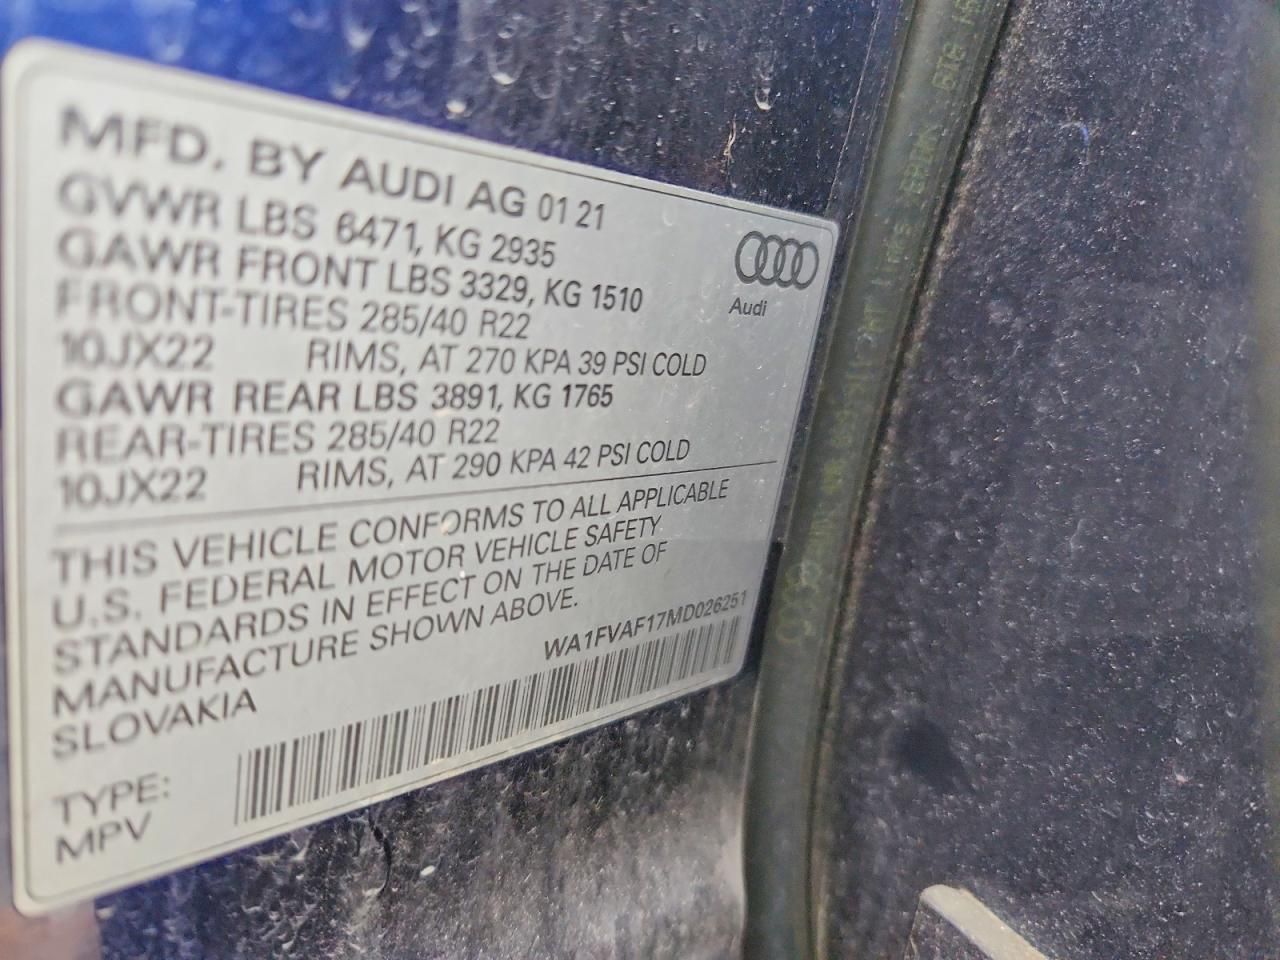 MFD. BY AUDI AG 01 21
GVWR LBS 6471, KG 2935
GAWR FRONT LBS 3329, KG 1510
FRONT-TIRES 285/40 R22
10JX22 RIMS, AT 270 KPA 39 PSI COLD
GAWR REAR LBS 3891, KG 1765
REAR-TIRES 285/40 R22
10JX22 RIMS, AT 290 KPA 42 PSI COLD
THIS VEHICLE CONFORMS TO ALL APPLICABLE
U.S. FEDERAL MOTOR VEHICLE SAFETY
STANDARDS IN EFFECT ON THE DATE OF
MANUFACTURE SHOWN ABOVE.
SLOVAKIA
WA1FVAF17MD026251
TYPE:
MPV
Audi